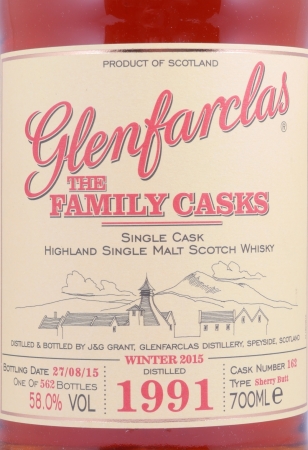 PRODUCT OF SCOTLAND
Glenfarclas®
THE
FAMILY CASKS
SINGLE CASK
HIGHLAND SINGLE MALT SCOTCH WHISKY
DISTILLED & BOTTLED BY J&G GRANT, GLENFARCLAS DISTILLERY, SPEYSIDE, SCOTLAND
BOTTLING DATE 27/08/15
ONE OF 562 BOTTLES
58.0% VOL
WINTER 2015
DISTILLED
1991
CASK NUMBER 162
TYPE Sherry Butt
700ML e